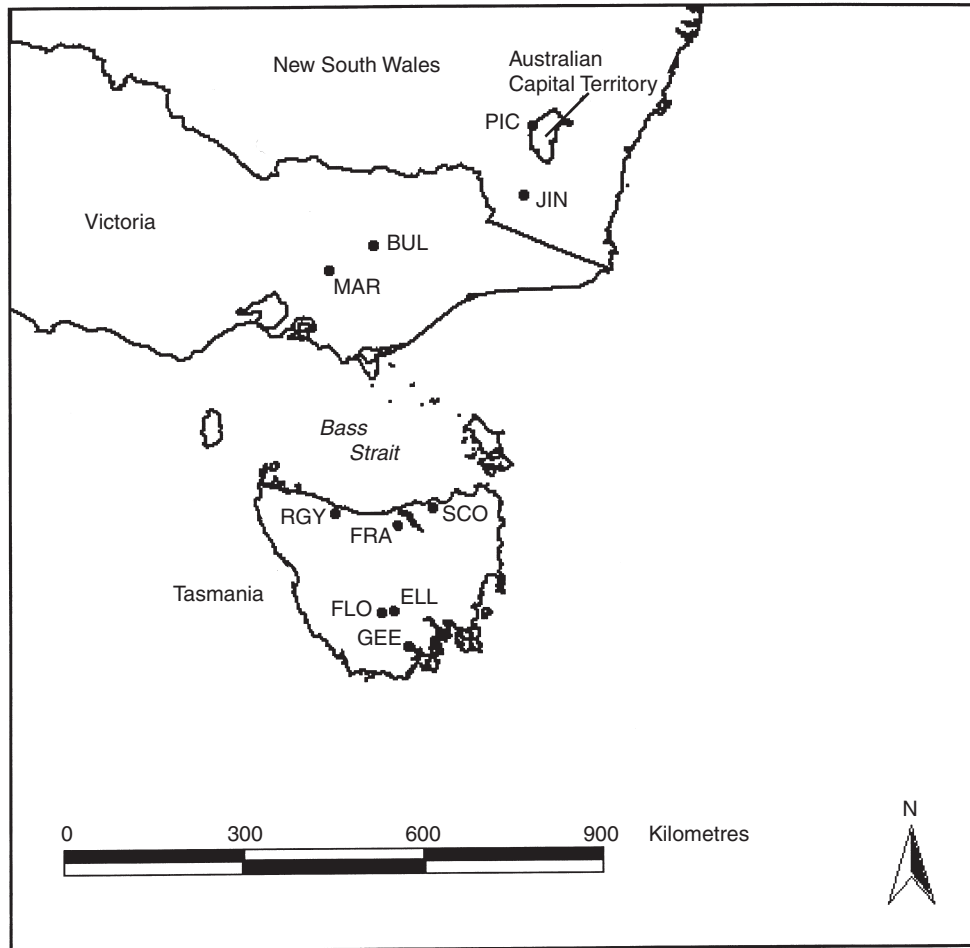 New South Wales
Australian
Capital Territory
PIC
JIN
Victoria
BUL
MAR
Bass
Strait
RGY
SCO
FRA
Tasmania
FLO
ELL
GEE
0 300 600 900 Kilometres
N